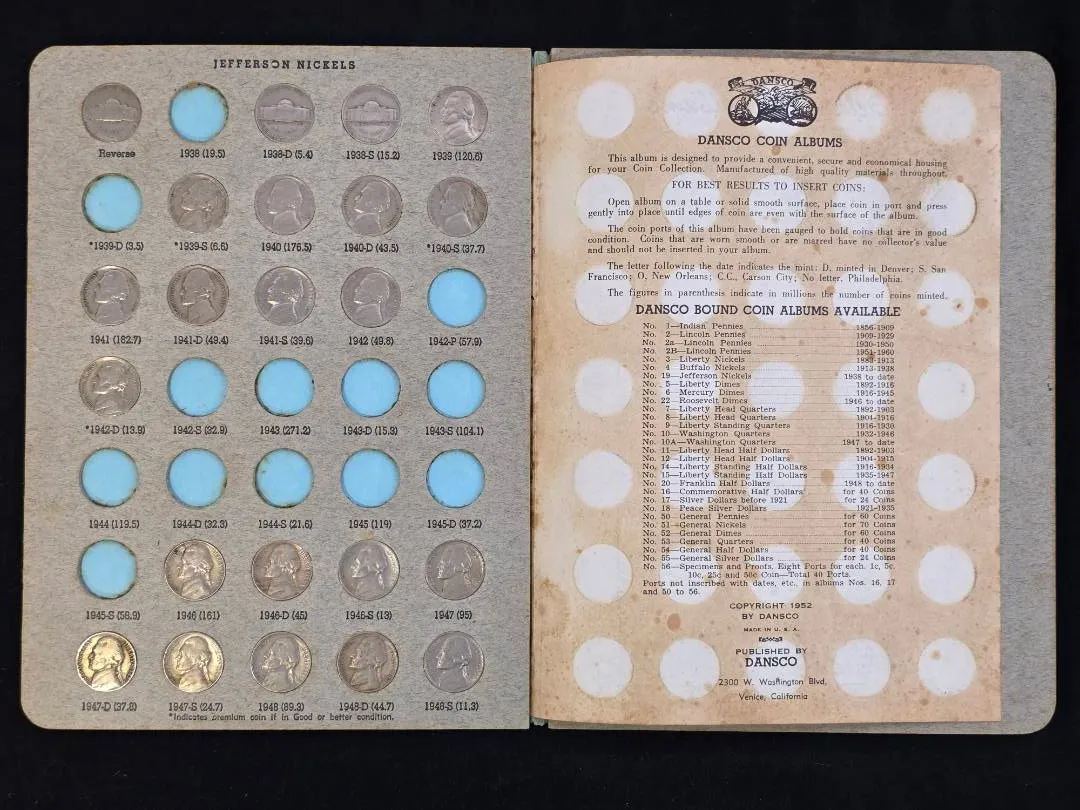 JEFFERSON NICKELS
Reverse 1938 (19.5) 1938-D (5.4) 1938-S (15.2) 1939 (120.6)
*1939-D (3.5) *1939-S (6.6) 1940 (176.5) 1940-D (43.5) *1940-S (37.7)
1941 (182.7) 1941-D (49.4) 1941-S (39.6) 1942 (49.8) 1942-P (57.9)
*1942-D (13.9) 1942-S (32.9) 1943 (271.2) 1943-D (15.3) 1943-S (104.1)
1944 (119.5) 1944-D (32.3) 1944-S (21.6) 1945 (119) 1945-D (37.2)
1945-S (58.9) 1946 (161) 1946-D (45) 1946-S (13) 1947 (95)
1947-D (37.8) 1947-S (24.7) 1948 (89.3) 1948-D (44.7) 1948-S (11.3)
*Indicates premium coin if in Good or better condition.
DANSCO
DANSCO COIN ALBUMS
This album is designed to provide a convenient, secure and economical housing
for your Coin Collection. Manufactured of high quality materials throughout.
FOR BEST RESULTS TO INSERT COINS:
Open album on a table or solid smooth surface, place coin in port and press
gently into place until edges of coin are even with the surface of the album.
The coin ports of this album have been gauged to hold coins that are in good
condition. Coins that are worn smooth or are marred have no collector's value
and should not be inserted in your album.
The letter following the date indicates the mint: D, minted in Denver; S, San
Francisco; O, New Orleans; C.C., Carson City; No letter, Philadelphia.
The figures in parenthesis indicate in millions the number of coins minted.
DANSCO BOUND COIN ALBUMS AVAILABLE
No. 1—Indian Pennies 1856-1909
No. 2—Lincoln Pennies 1909-1929
No. 2a—Lincoln Pennies 1930-1950
No. 2B—Lincoln Pennies 1951-1960
No. 3—Liberty Nickels 1883-1913
No. 4—Buffalo Nickels 1913-1938
No. 19—Jefferson Nickels 1938 to date
No. 5—Liberty Dimes 1892-1916
No. 6—Mercury Dimes 1916-1945
No. 22—Roosevelt Dimes 1946 to date
No. 7—Liberty Head Quarters 1892-1903
No. 8—Liberty Head Quarters 1904-1916
No. 9—Liberty Standing Quarters 1916-1930
No. 10—Washington Quarters 1932-1946
No. 10A—Washington Quarters 1947 to date
No. 11—Liberty Head Half Dollars 1892-1903
No. 12—Liberty Head Half Dollars 1904-1915
No. 14—Liberty Standing Half Dollars 1916-1934
No. 15—Liberty Standing Half Dollars 1935-1947
No. 20—Franklin Half Dollars 1948 to date
No. 16—Commemorative Half Dollars for 40 Coins
No. 17—Silver Dollars before 1921 for 24 Coins
No. 18—Peace Silver Dollars 1921-1935
No. 50—General Pennies for 60 Coins
No. 51—General Nickels for 70 Coins
No. 52—General Dimes for 60 Coins
No. 53—General Quarters for 40 Coins
No. 54—General Half Dollars for 40 Coins
No. 55—General Silver Dollars for 24 Coins
No. 56—Specimens and Proofs, Eight Ports for each. 1c, 5c,
10c, 25c and 50c Coin—Total 40 Ports.
Ports not inscribed with dates, etc., in albums Nos. 16, 17
and 50 to 56.
COPYRIGHT 1952
BY DANSCO
MADE IN U. S. A.
PUBLISHED BY
DANSCO
2300 W. Washington Blvd.
Venice, California